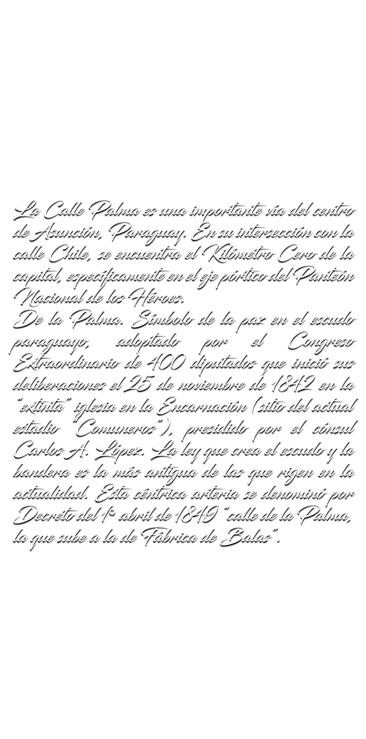 La Calle Palma es una importante vía del centro
de Asunción, Paraguay. En su intersección con la
calle Chile, se encuentra el Kilómetro Cero de la
capital, específicamente en el eje pórtico del Panteón
Nacional de los Héroes.
De la Palma. Símbolo de la paz en el escudo
paraguayo, adoptado por el Congreso
Extraordinario de 400 diputados que inició sus
deliberaciones el 25 de noviembre de 1842 en la
"extinta" iglesia en la Encarnación (sitio del actual
estadio "Comuneros"), presidido por el cónsul
Carlos A. López. La ley que crea el escudo y la
bandera es la más antigua de las que rigen en la
actualidad. Esta céntrica arteria se denominó por
Decreto del 1° abril de 1849 "calle de la Palma,
la que sube a la de Fábrica de Balas".